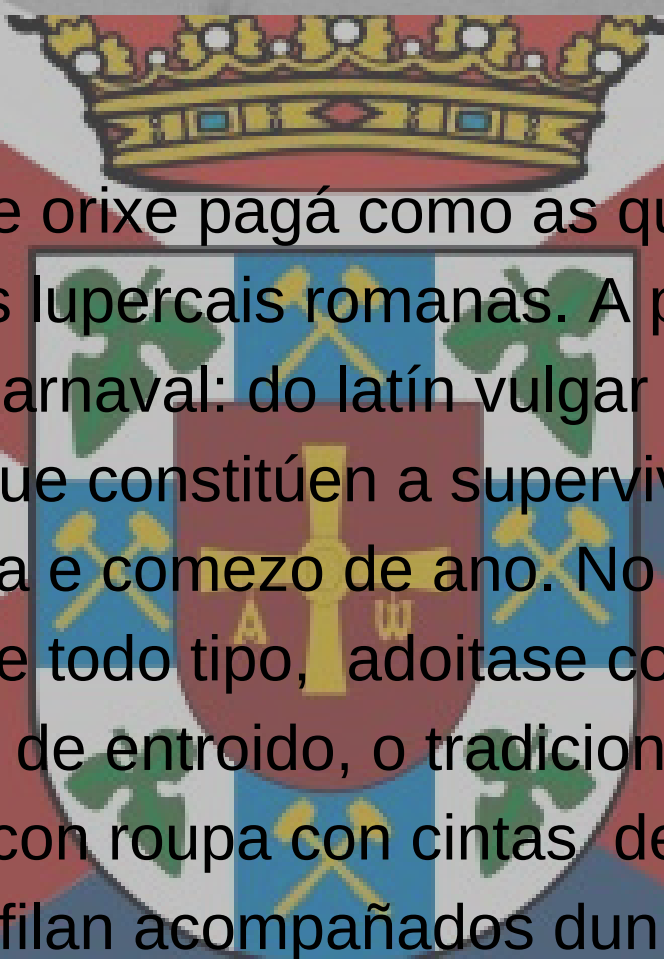 e orixe pagá como as qu
s lupercais romanas. A p
arnaval: do latín vulgar
ue constitúen a superviv
a e comezo de ano. No
e todo tipo,  adoitase co
de entroido, o tradicion
con roupa con cintas  de
filan acompañados dun
A W